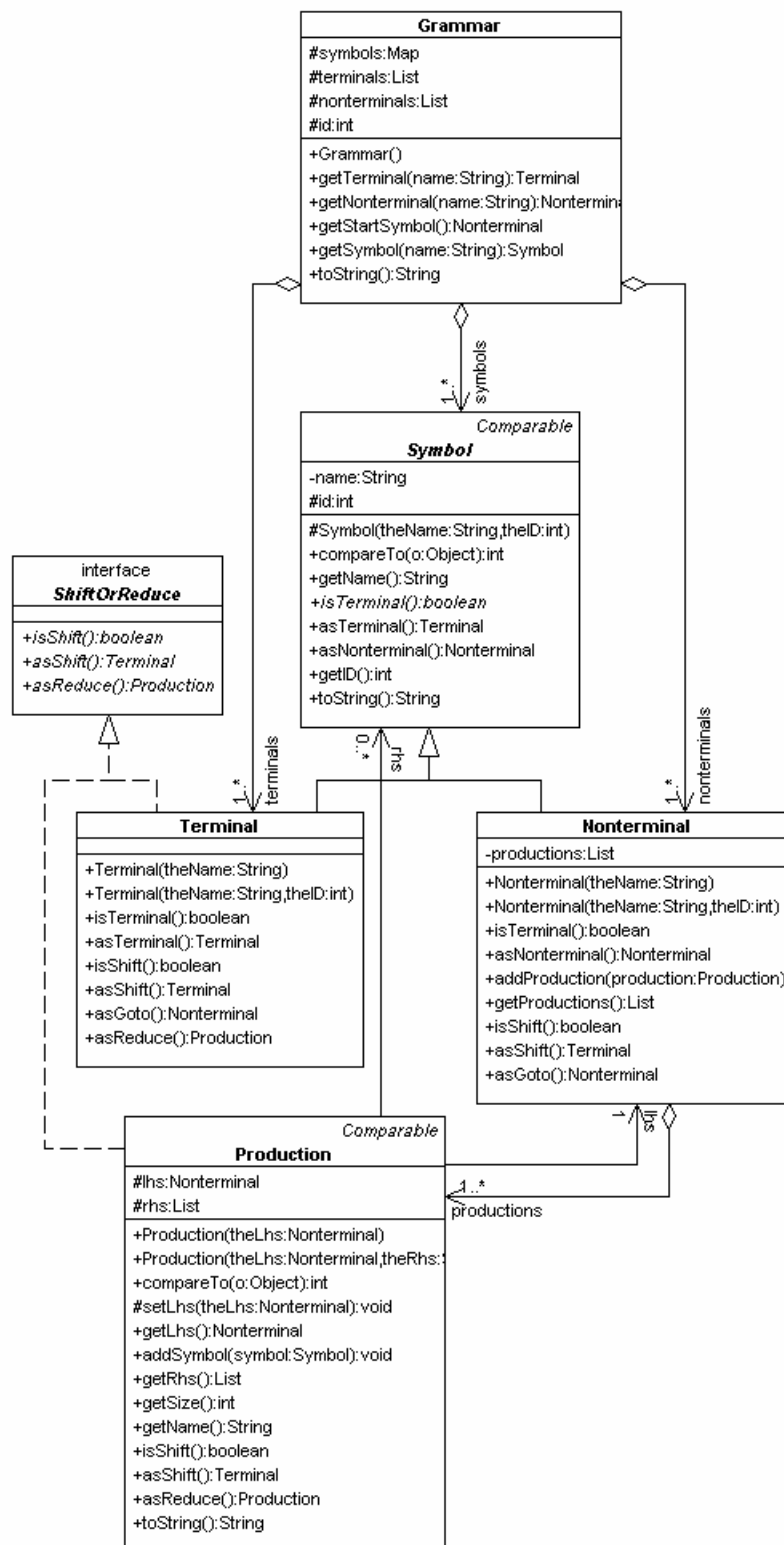 Grammar
#symbols:Map
#terminals:List
#nonterminals:List
#id:int
+Grammar()
+getTerminal(name:String):Terminal
+getNonterminal(name:String):Nontermina
+getStartSymbol():Nonterminal
+getSymbol(name:String):Symbol
+toString():String
1..*
symbols
Comparable
Symbol
-name:String
#id:int
#Symbol(theName:String,theID:int)
+compareTo(o:Object):int
+getName():String
+isTerminal():boolean
+asTerminal():Terminal
+asNonterminal():Nonterminal
+getID():int
+toString():String
interface
ShiftOrReduce
+isShift():boolean
+asShift():Terminal
+asReduce():Production
1..*
terminals
0..*
rhs
1..*
nonterminals
Terminal
+Terminal(theName:String)
+Terminal(theName:String,theID:int)
+isTerminal():boolean
+asTerminal():Terminal
+isShift():boolean
+asShift():Terminal
+asGoto():Nonterminal
+asReduce():Production
Nonterminal
-productions:List
+Nonterminal(theName:String)
+Nonterminal(theName:String,theID:int)
+isTerminal():boolean
+asNonterminal():Nonterminal
+addProduction(production:Production)
+getProductions():List
+isShift():boolean
+asShift():Terminal
+asGoto():Nonterminal
1
lhs
1..*
productions
Comparable
Production
#lhs:Nonterminal
#rhs:List
+Production(theLhs:Nonterminal)
+Production(theLhs:Nonterminal,theRhs:S
+compareTo(o:Object):int
#setLhs(theLhs:Nonterminal):void
+getLhs():Nonterminal
+addSymbol(symbol:Symbol):void
+getRhs():List
+getSize():int
+getName():String
+isShift():boolean
+asShift():Terminal
+asReduce():Production
+toString():String